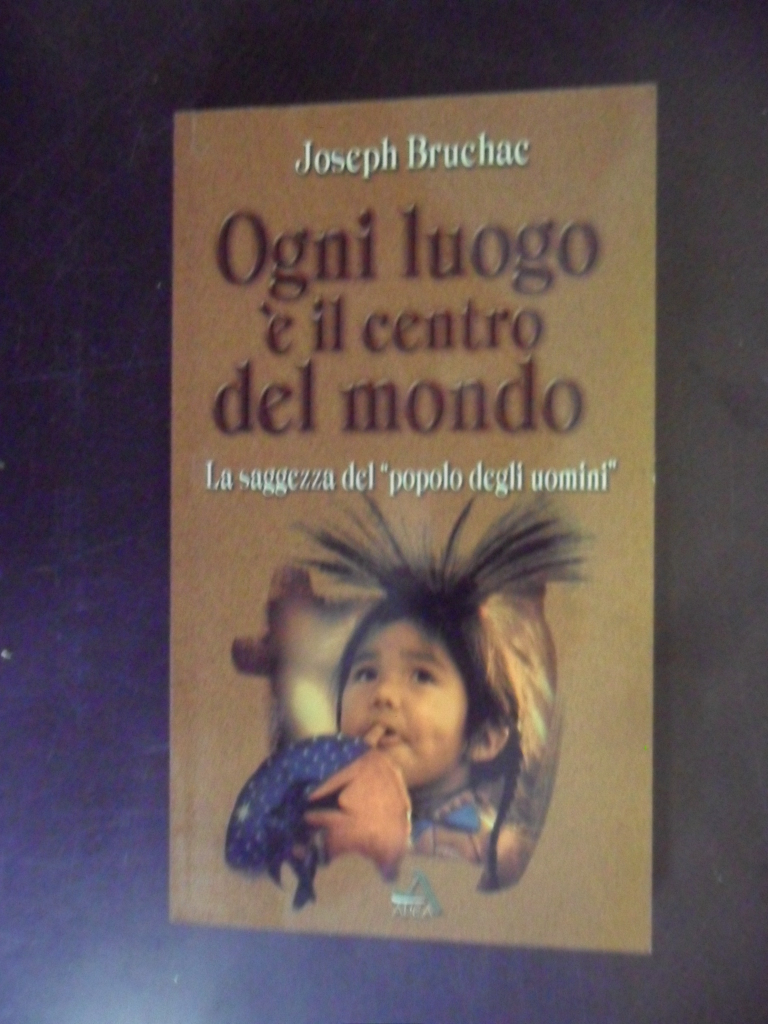 Joseph Bruchac
Ogni luogo
è il centro
del mondo
La saggezza del "popolo degli uomini"